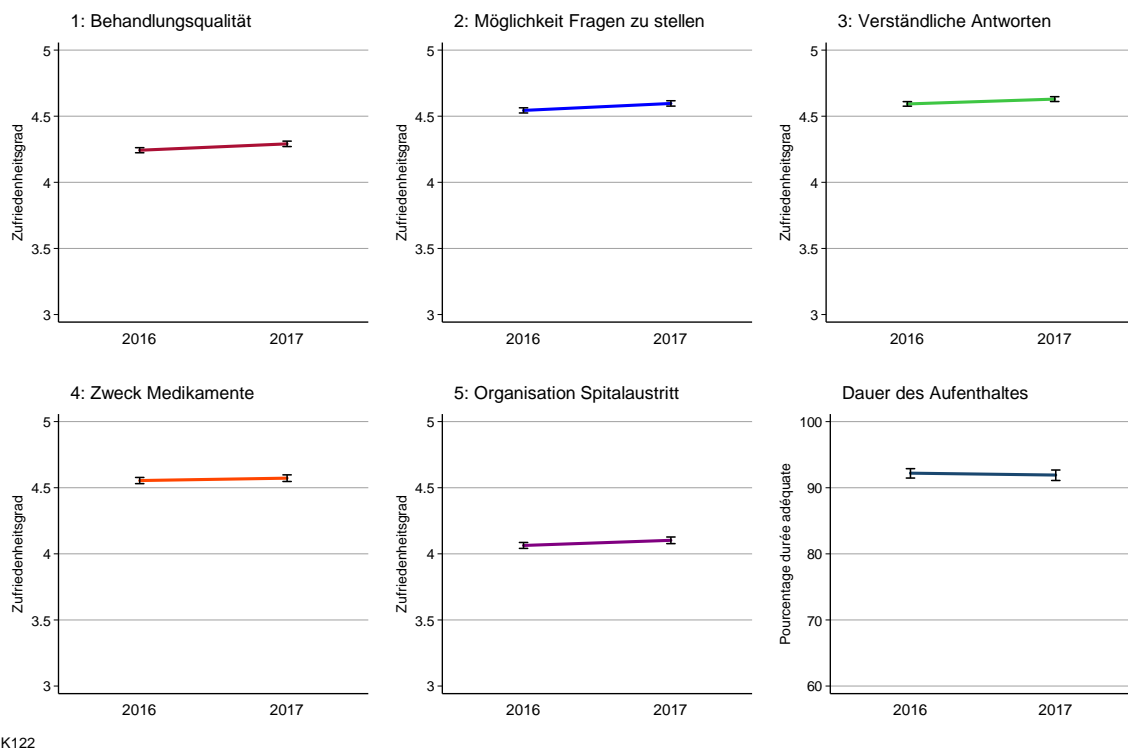 1: Behandlungsqualität
Zufriedenheitsgrad
5
4.5
4
3.5
3
2016 2017
2: Möglichkeit Fragen zu stellen
Zufriedenheitsgrad
5
4.5
4
3.5
3
2016 2017
3: Verständliche Antworten
Zufriedenheitsgrad
5
4.5
4
3.5
3
2016 2017
4: Zweck Medikamente
Zufriedenheitsgrad
5
4.5
4
3.5
3
2016 2017
5: Organisation Spitalaustritt
Zufriedenheitsgrad
5
4.5
4
3.5
3
2016 2017
Dauer des Aufenthaltes
Pourcentage durée adéquate
100
90
80
70
60
2016 2017
K122